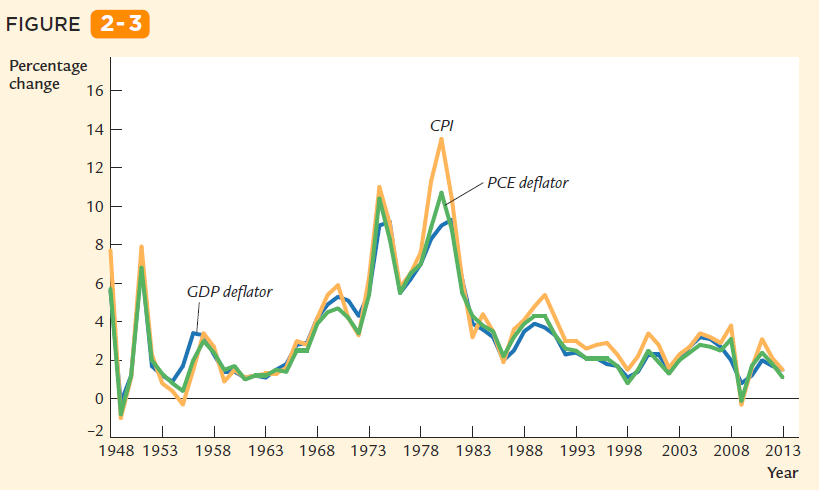 FIGURE 2-3
Percentage
change
16
14
CPI
12
PCE deflator
10
8
GDP deflator
6
4
2
0
–2
1948 1953 1958 1963 1968 1973 1978 1983 1988 1993 1998 2003 2008 2013
Year